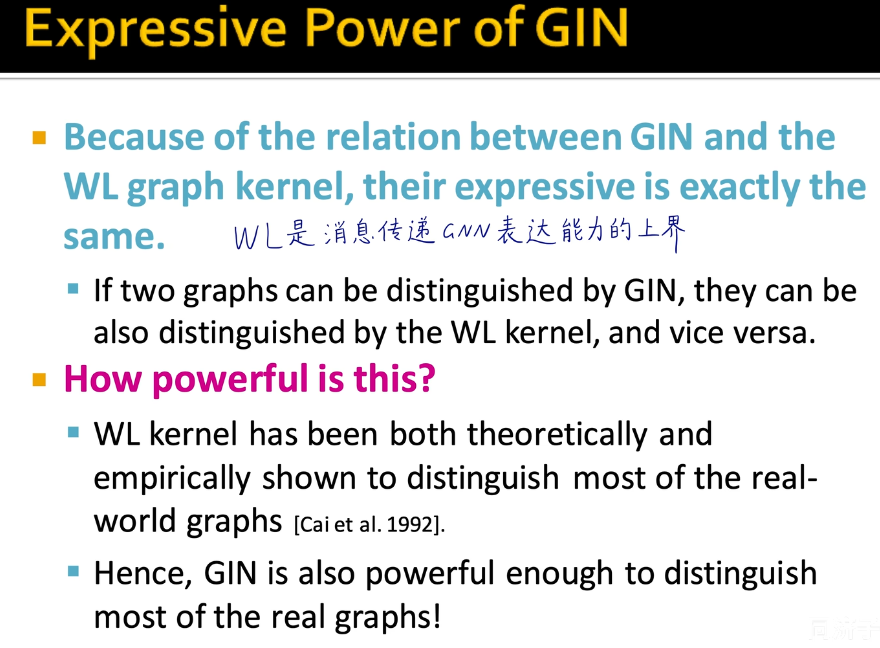 Expressive Power of GIN
▪ Because of the relation between GIN and the
WL graph kernel, their expressive is exactly the
same. WL是消息传递GNN表达能力的上界
▪ If two graphs can be distinguished by GIN, they can be
also distinguished by the WL kernel, and vice versa.
▪ How powerful is this?
▪ WL kernel has been both theoretically and
empirically shown to distinguish most of the real-
world graphs [Cai et al. 1992].
▪ Hence, GIN is also powerful enough to distinguish
most of the real graphs!